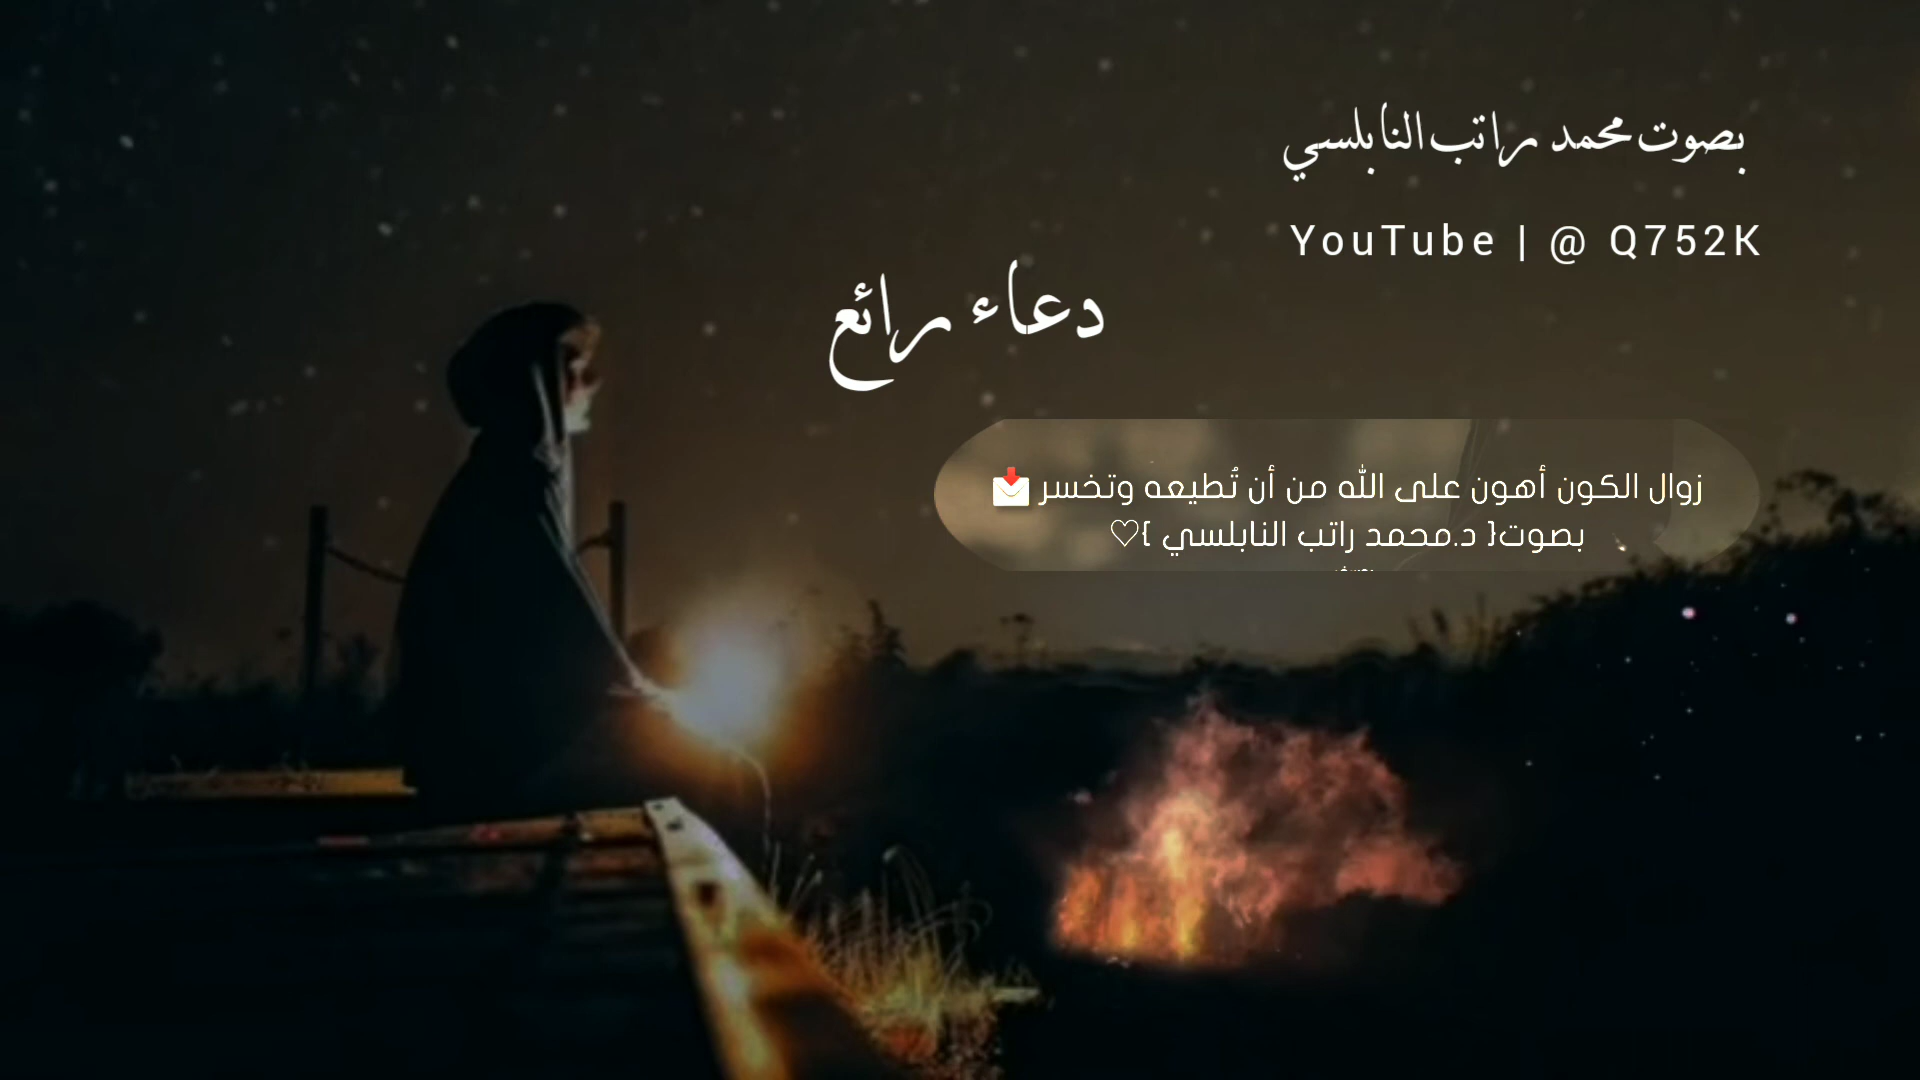 بصوت محمد راتب النابلسي
YouTube | @ Q752K
دعاء رائع
زوال الكون أهون على الله من أن تُطيعه وتخسر 📩
بصوت{ د.محمد راتب النابلسي }♡